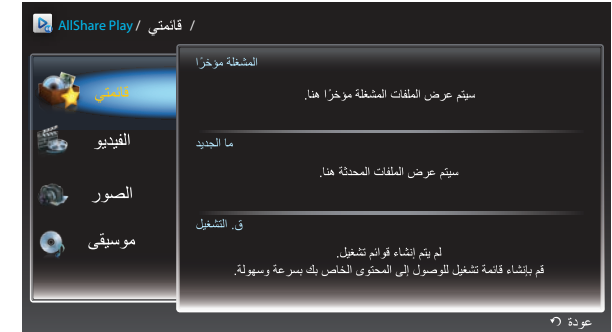 AllShare Play / قائمتي /
قائمتي
الفيديو
الصور
موسيقى
المشغلة مؤخرًا
سيتم عرض الملفات المشغلة مؤخرًا هنا.
ما الجديد
سيتم عرض الملفات المحدثة هنا.
ق. التشغيل
لم يتم إنشاء قوائم تشغيل.
قم بإنشاء قائمة تشغيل للوصول إلى المحتوى الخاص بك بسرعة وسهولة.
عودة